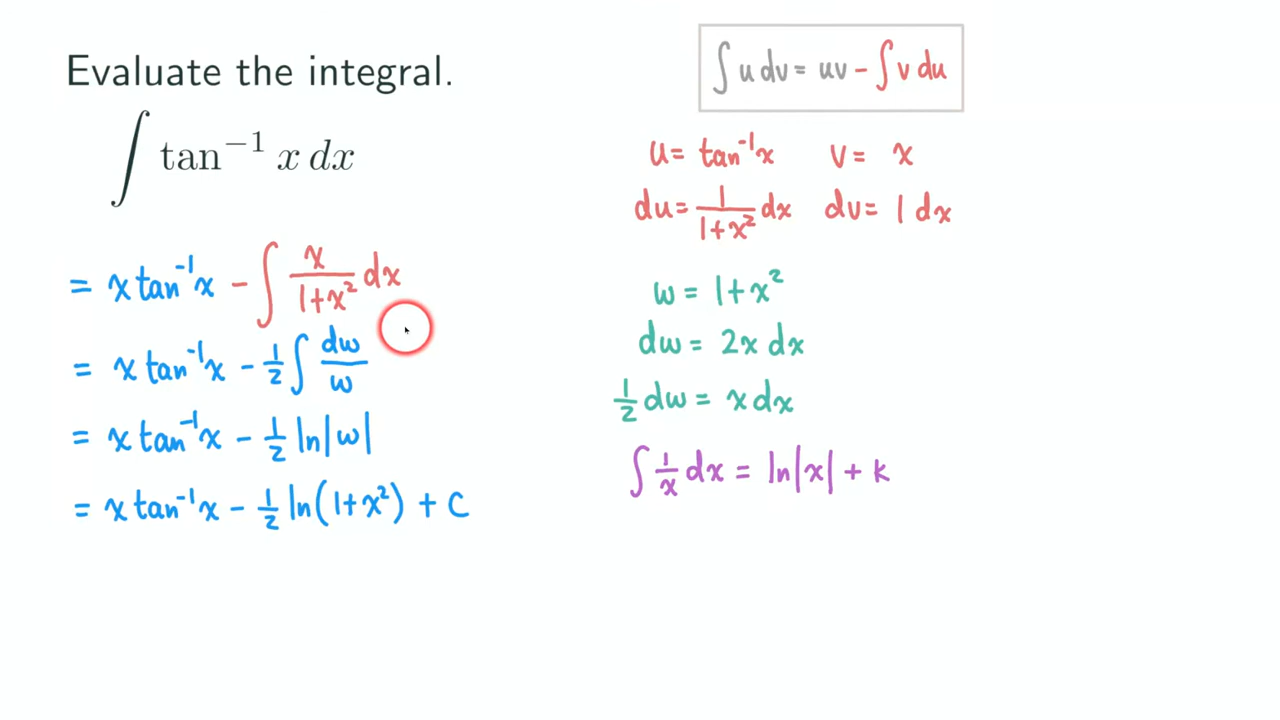 Evaluate the integral.
∫ tan⁻¹ x dx
= x tan⁻¹x − ∫ x/(1+x²) dx
= x tan⁻¹x − ½ ∫ dw/w
= x tan⁻¹x − ½ ln|w|
= x tan⁻¹x − ½ ln(1+x²) + C
∫ u dv = uv − ∫ v du
u = tan⁻¹x v = x
du = 1/(1+x²) dx dv = 1 dx
w = 1+x²
dw = 2x dx
½ dw = x dx
∫ 1/x dx = ln|x| + k